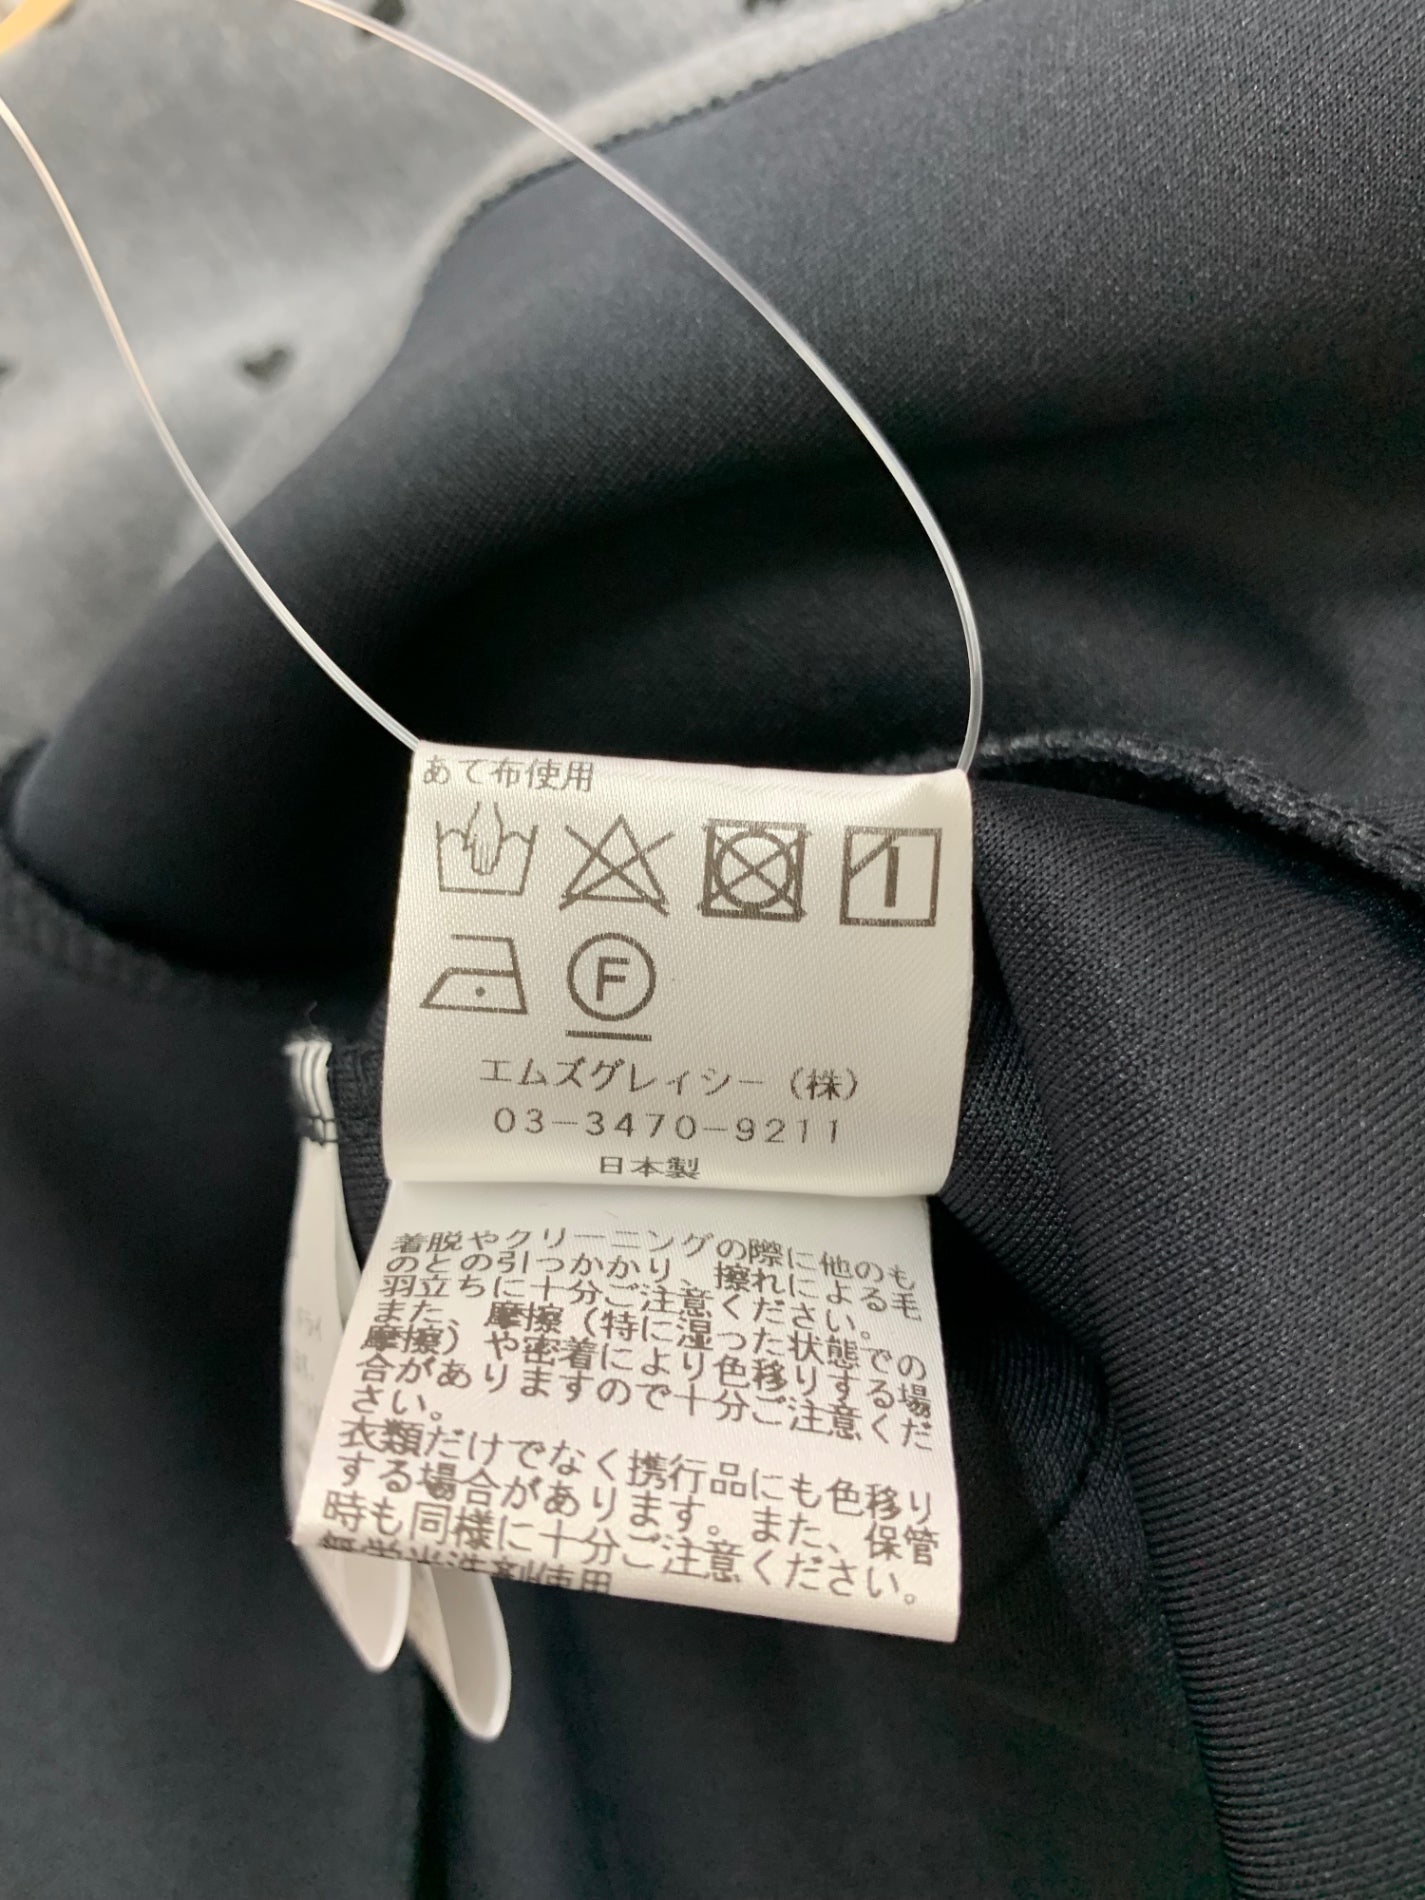 あて布使用
F
エムズグレイシー(株)
03-3470-9211
日本製
着脱やクリーニングの際に他のも
のとの引っかかり、擦れによる毛
羽立ちに十分ご注意ください。
また、摩擦(特に湿った状態での
摩擦)や密着により色移りする場
合がありますので十分ご注意くだ
さい。
衣類だけでなく携行品にも色移り
する場合があります。また、保管
時も同様に十分ご注意ください。
無蛍光洗剤使用